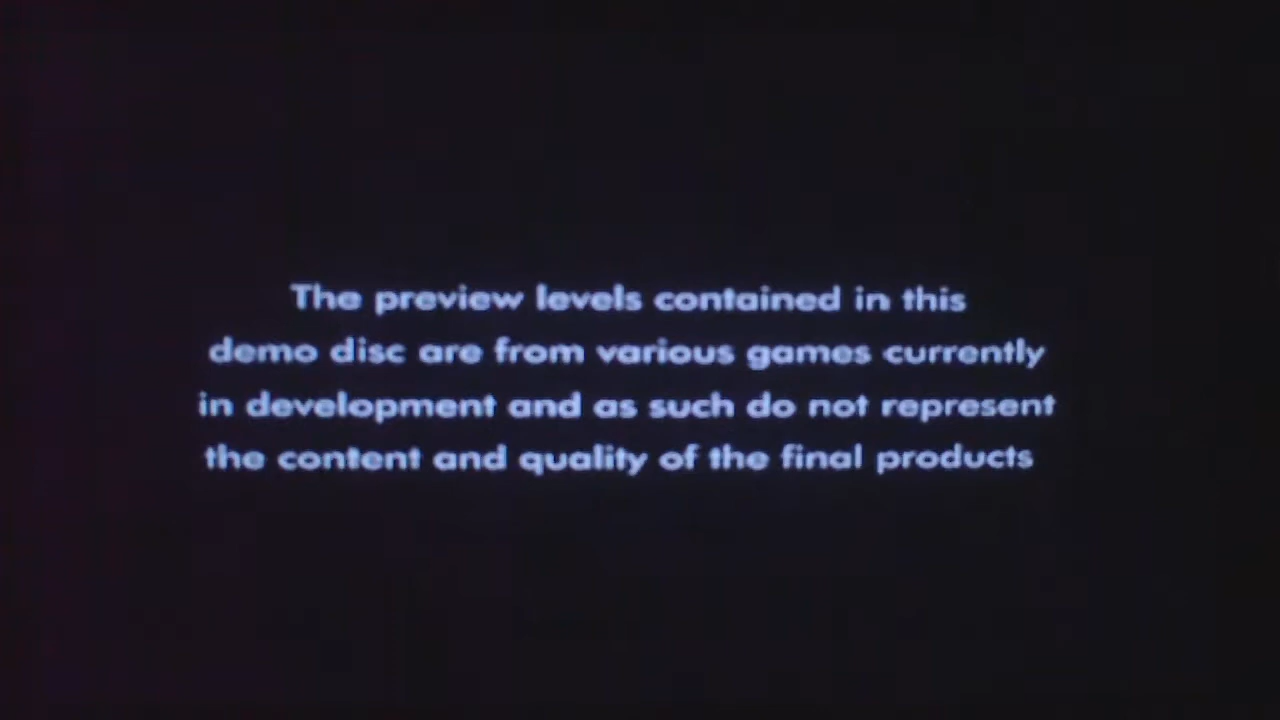 The preview levels contained in this
demo disc are from various games currently
in development and as such do not represent
the content and quality of the final products